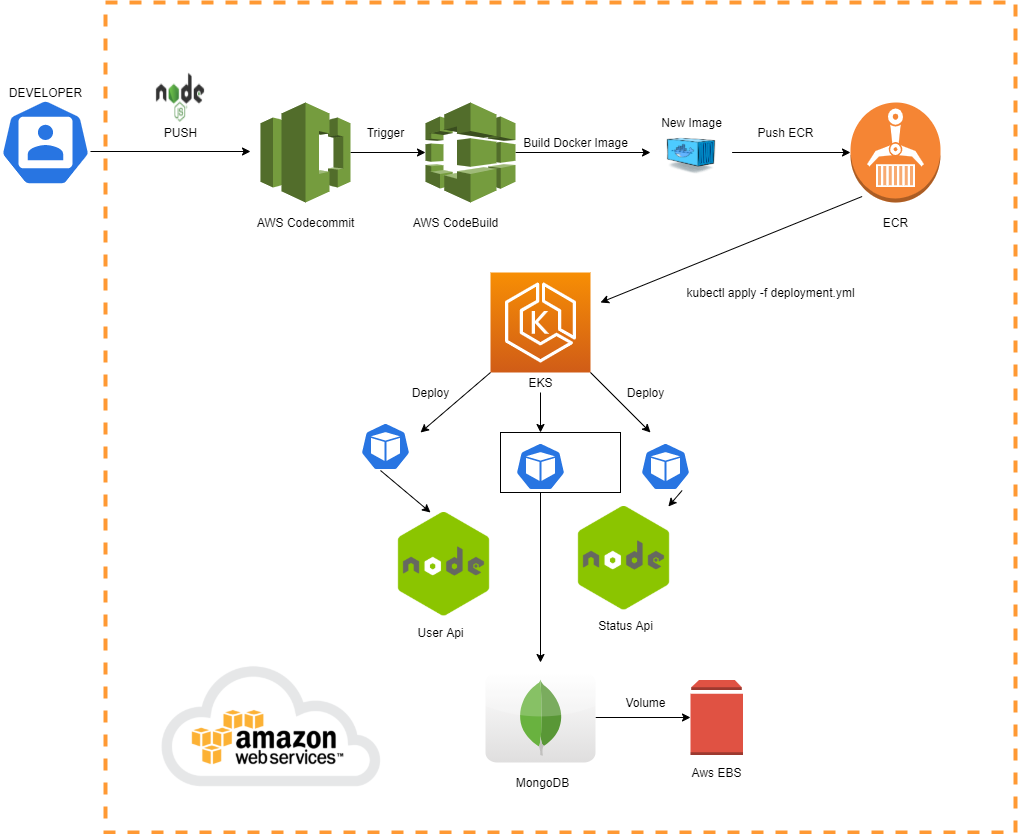 DEVELOPER
node
JS
PUSH
Trigger
Build Docker Image
New Image
Push ECR
AWS Codecommit
AWS CodeBuild
ECR
kubectl apply -f deployment.yml
K
EKS
Deploy
Deploy
node
node
User Api
Status Api
Volume
amazon
web services™
MongoDB
Aws EBS